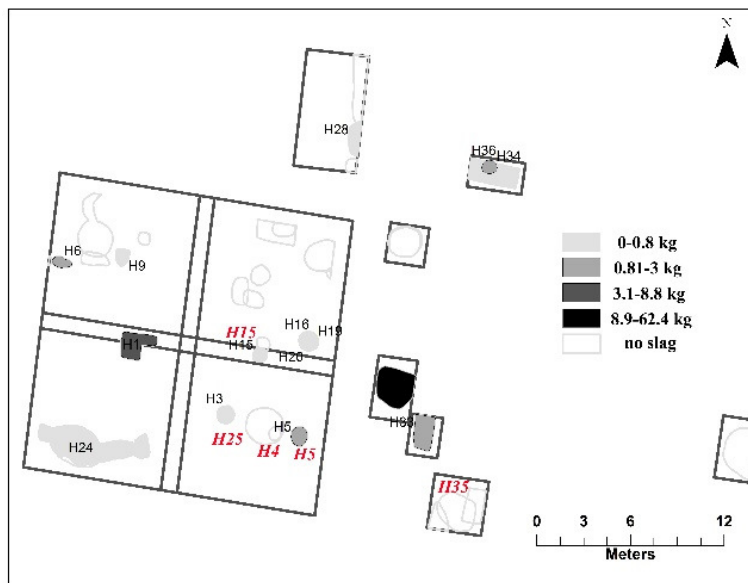 N
H28
H36
H34
H6
H9
0-0.8 kg
0.81-3 kg
3.1-8.8 kg
8.9-62.4 kg
no slag
H15
H16
H19
H1
H15
H26
H3
H5
H24
H25
H4
H5
H35
0 3 6 12
Meters